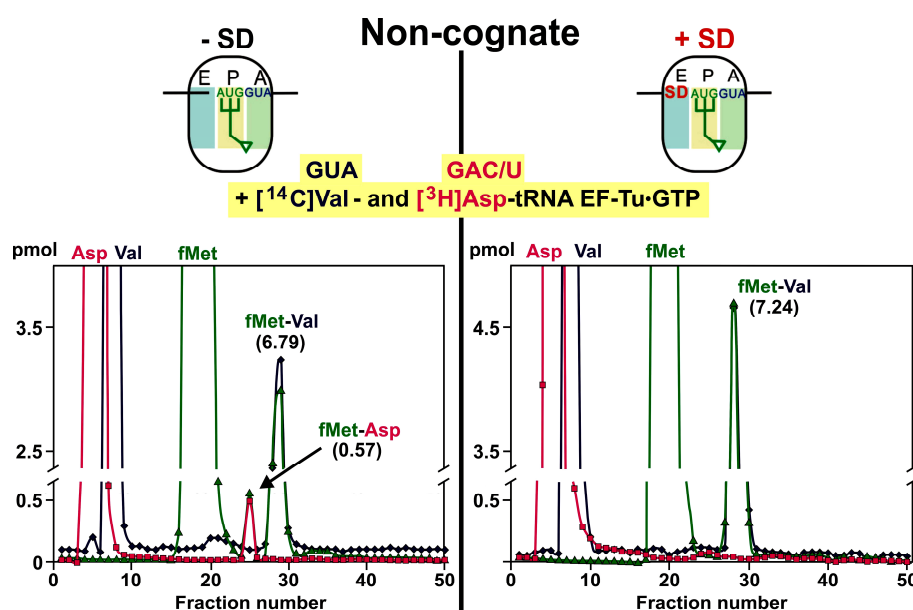 Non-cognate
- SD
+ SD
E P A
AUGGUA
E P A
SDAUGGUA
GUA
GAC/U
+ [14C]Val - and [3H]Asp-tRNA EF-Tu•GTP
pmol
Asp Val fMet
3.5
2.5
0.5
0
fMet-Val
(6.79)
fMet-Asp
(0.57)
0 10 20 30 40 50
Fraction number
pmol
Asp Val fMet
4.5
3.5
0.5
0
fMet-Val
(7.24)
0 10 20 30 40 50
Fraction number